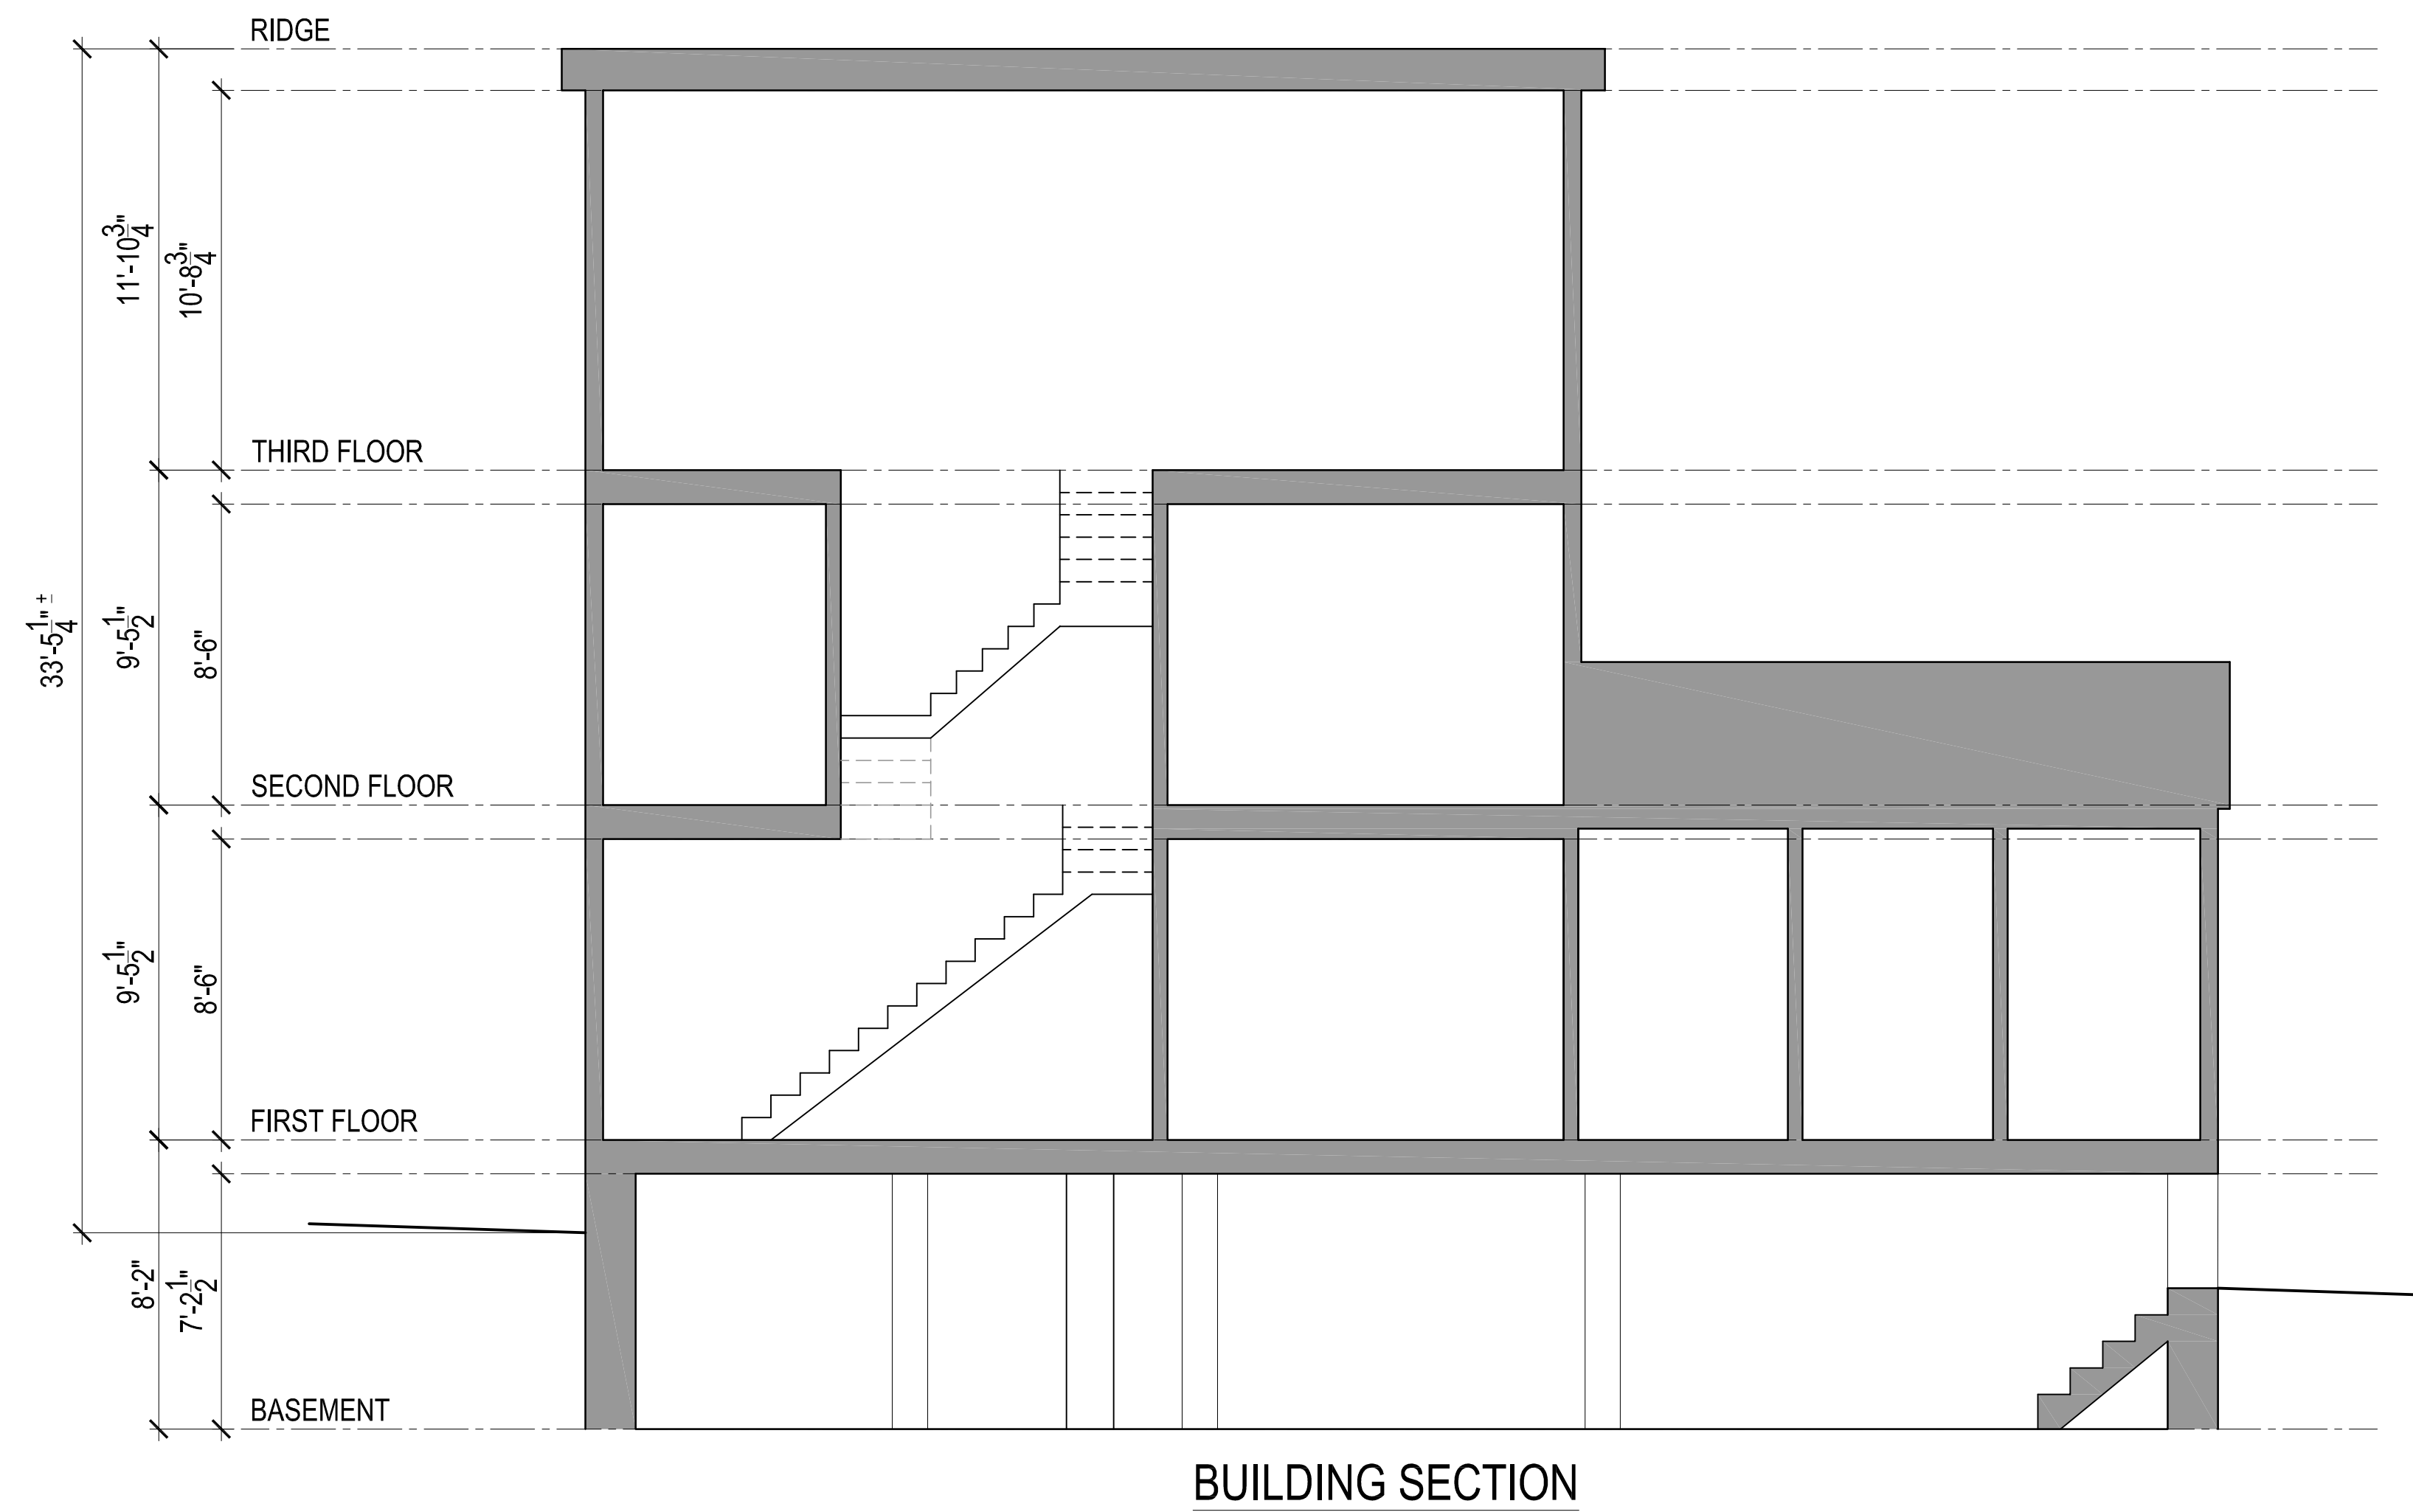 RIDGE
11'-10 3/4"
10'-8 3/4"
THIRD FLOOR
33'-5 1/4" ±
9'-5 1/2"
8'-6"
SECOND FLOOR
9'-5 1/2"
8'-6"
FIRST FLOOR
8'-2"
7'-2 1/2"
BASEMENT
BUILDING SECTION